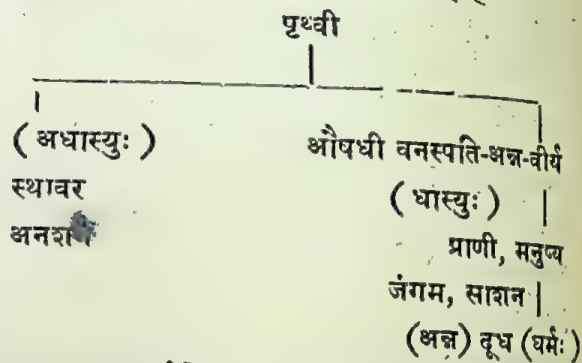 पृथ्वी
( अधास्युः )
स्थावर
औषधी वनस्पति-अन्न-वीर्य
( धास्युः )
प्राणी, मनुष्य
जंगम, साशन
(अन्न) दूध (घर्मः)